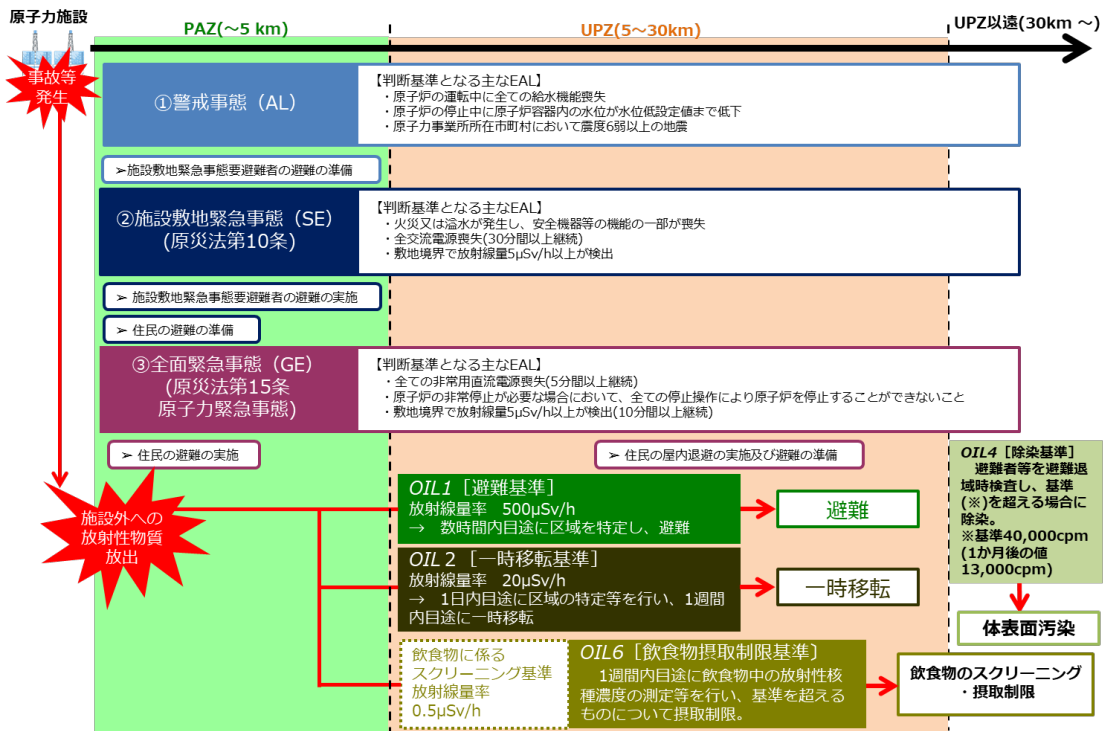 原子力施設
PAZ(～5 km)
UPZ(5～30km)
UPZ以遠(30km ～)
事故等
発生
①警戒事態（AL）
【判断基準となる主なEAL】
・原子炉の運転中に全ての給水機能喪失
・原子炉の停止中に原子炉容器内の水位が水位低設定値まで低下
・原子力事業所所在市町村において震度6弱以上の地震
➢施設敷地緊急事態要避難者の避難の準備
②施設敷地緊急事態（SE）
(原災法第10条)
【判断基準となる主なEAL】
・火災又は溢水が発生し、安全機器等の機能の一部が喪失
・全交流電源喪失(30分間以上継続)
・敷地境界で放射線量5μSv/h以上が検出
➢ 施設敷地緊急事態要避難者の避難の実施
➢ 住民の避難の準備
③全面緊急事態（GE）
(原災法第15条
原子力緊急事態)
【判断基準となる主なEAL】
・全ての非常用直流電源喪失(5分間以上継続)
・原子炉の非常停止が必要な場合において、全ての停止操作により原子炉を停止することができないこと
・敷地境界で放射線量5μSv/h以上が検出(10分間以上継続)
➢ 住民の避難の実施
➢ 住民の屋内退避の実施及び避難の準備
施設外への
放射性物質
放出
OIL1［避難基準］
放射線量率　500μSv/h
→　数時間内目途に区域を特定し、避難
避難
OIL 2［一時移転基準］
放射線量率　20μSv/h
→　1日内目途に区域の特定等を行い、1週間
内目途に一時移転
一時移転
OIL4［除染基準］
避難者等を避難退
域時検査し、基準
(※)を超える場合に
除染。
※基準40,000cpm
(1か月後の値
13,000cpm)
体表面汚染
飲食物に係る
スクリーニング基準
放射線量率
0.5μSv/h
OIL6［飲食物摂取制限基準］
1週間内目途に飲食物中の放射性核
種濃度の測定等を行い、基準を超える
ものについて摂取制限。
飲食物のスクリーニング
・摂取制限